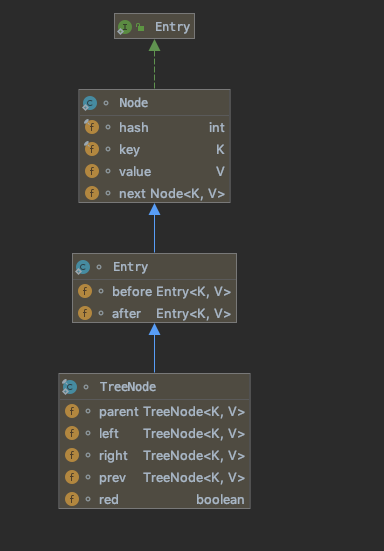 Entry
Node
hash int
key K
value V
next Node<K, V>
Entry
before Entry<K, V>
after Entry<K, V>
TreeNode
parent TreeNode<K, V>
left TreeNode<K, V>
right TreeNode<K, V>
prev TreeNode<K, V>
red boolean